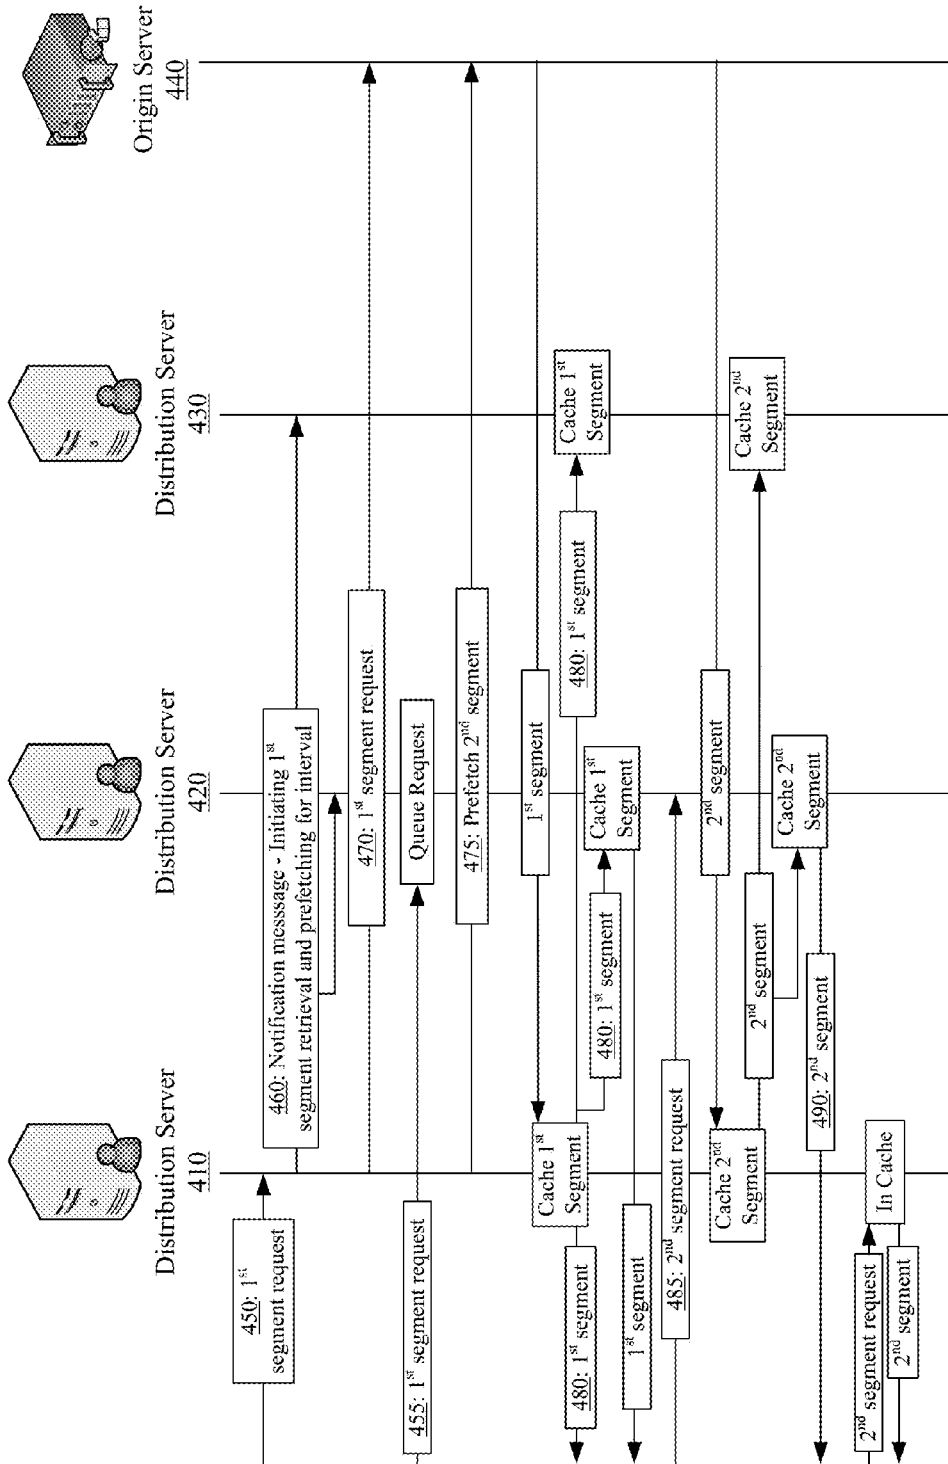 Distribution Server
410
Distribution Server
420
Distribution Server
430
Origin Server
440
450: 1st
segment request
460: Notification messsage - Initiating 1st
segment retrieval and prefetching for interval
470: 1st segment request
455: 1st segment request
Queue Request
475: Prefetch 2nd segment
1st segment
Cache 1st
Segment
480: 1st segment
480: 1st segment
Cache 1st
Segment
480: 1st segment
Cache 1st
Segment
1st segment
485: 2nd segment request
2nd segment
Cache 2nd
Segment
2nd segment
Cache 2nd
Segment
Cache 2nd
Segment
490: 2nd segment
2nd segment request
In Cache
2nd segment